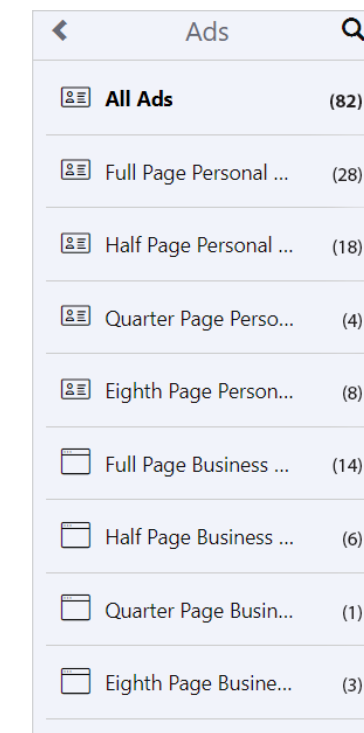 Ads
All Ads (82)
Full Page Personal ... (28)
Half Page Personal ... (18)
Quarter Page Perso... (4)
Eighth Page Person... (8)
Full Page Business ... (14)
Half Page Business ... (6)
Quarter Page Busin... (1)
Eighth Page Busine... (3)